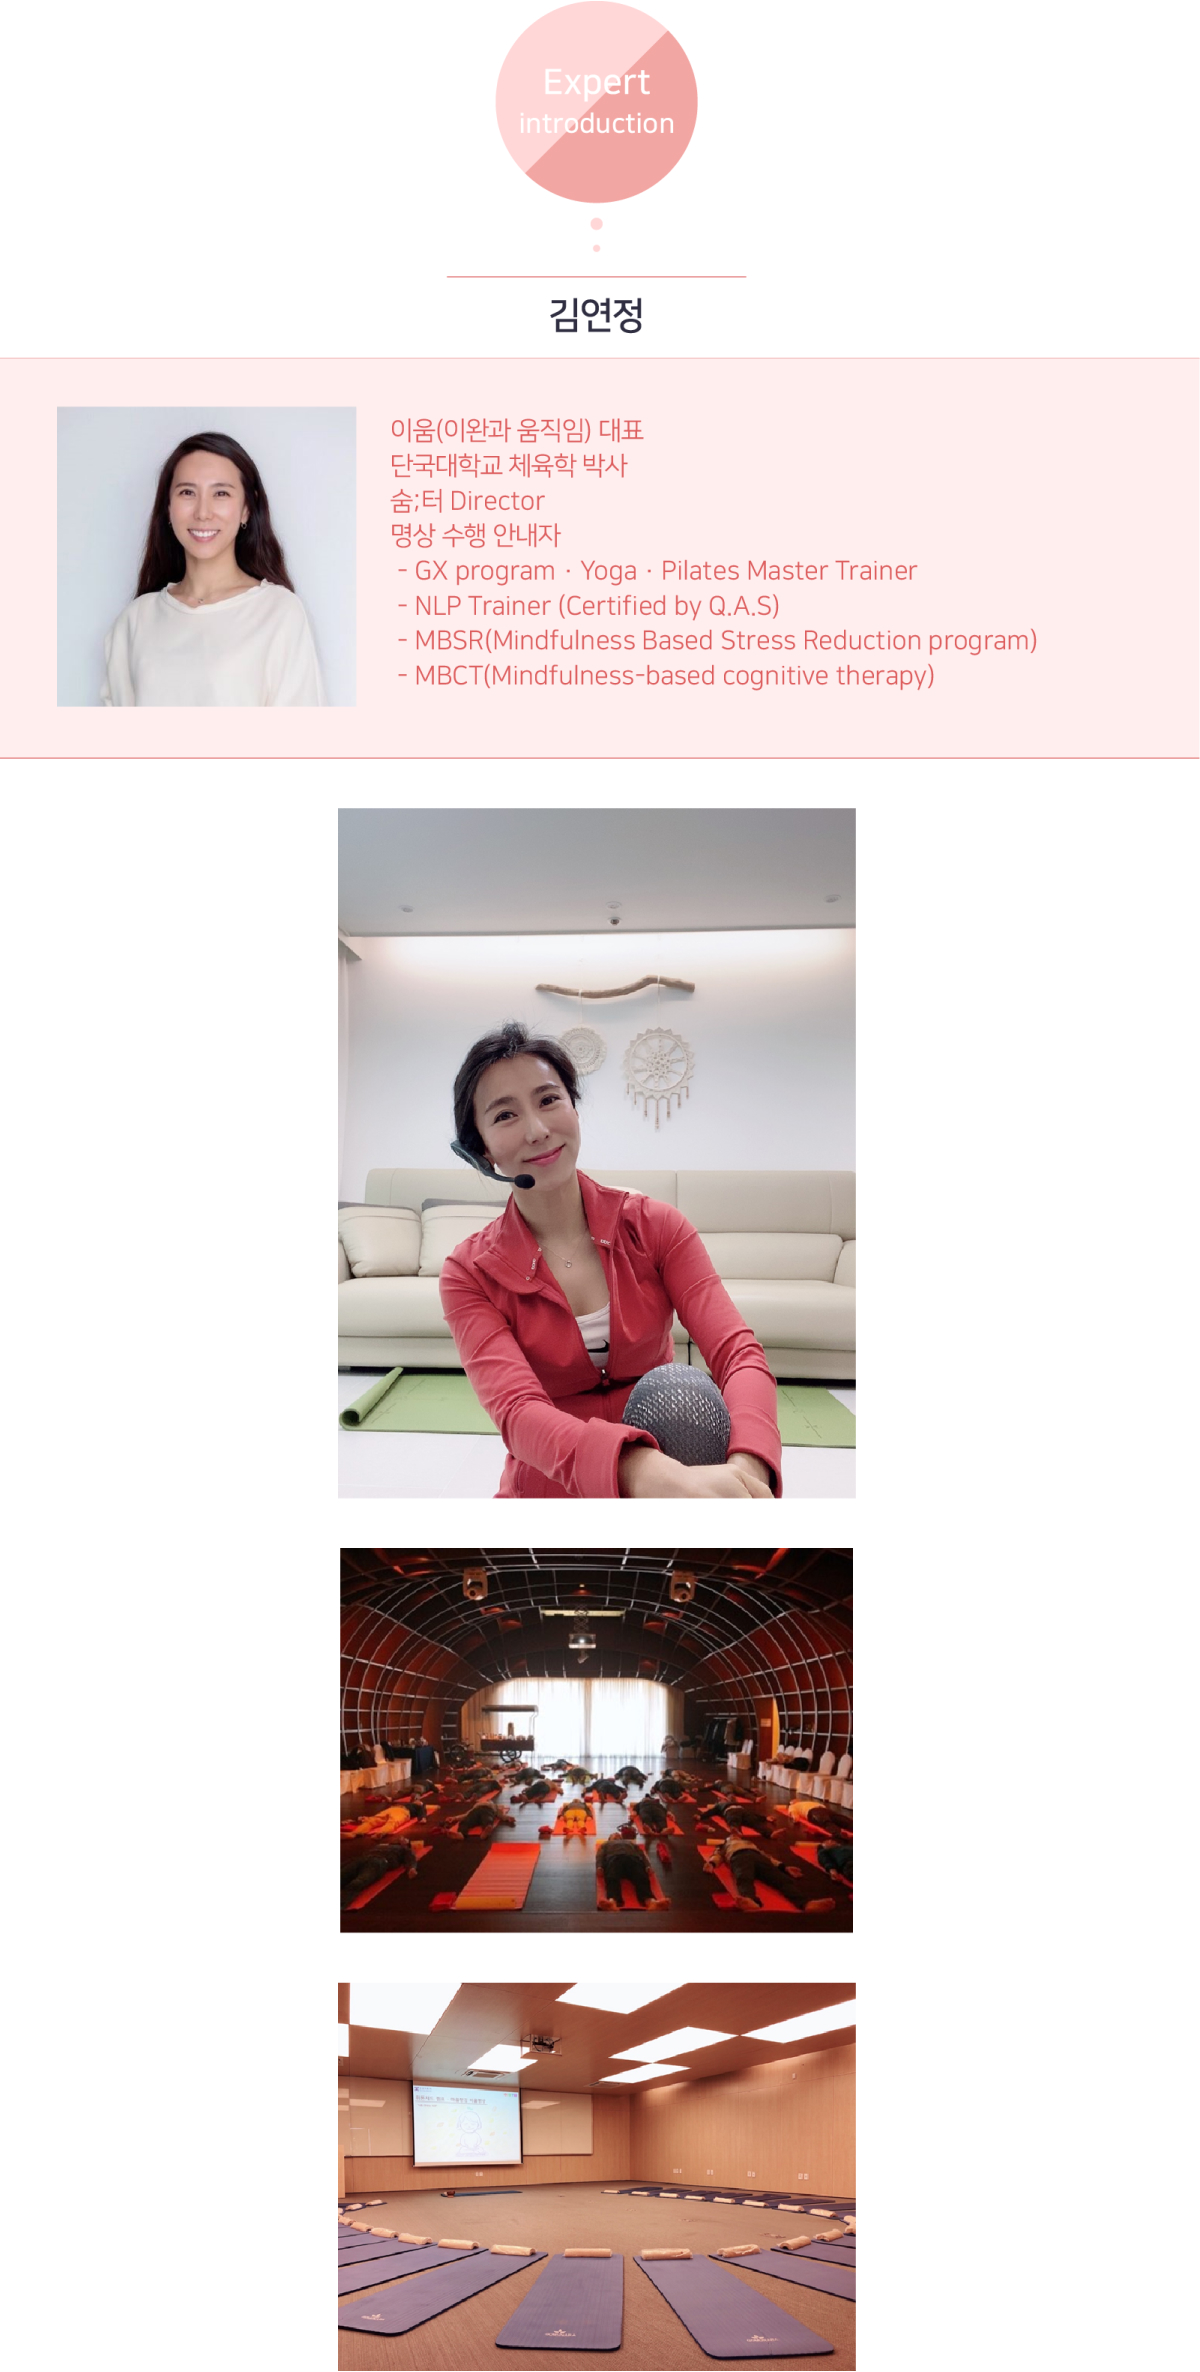 Expert
introduction
김연정
이움(이완과 움직임) 대표
단국대학교 체육학 박사
숨;터 Director
명상 수행 안내자
- GX program · Yoga · Pilates Master Trainer
- NLP Trainer (Certified by Q.A.S)
- MBSR(Mindfulness Based Stress Reduction program)
- MBCT(Mindfulness-based cognitive therapy)